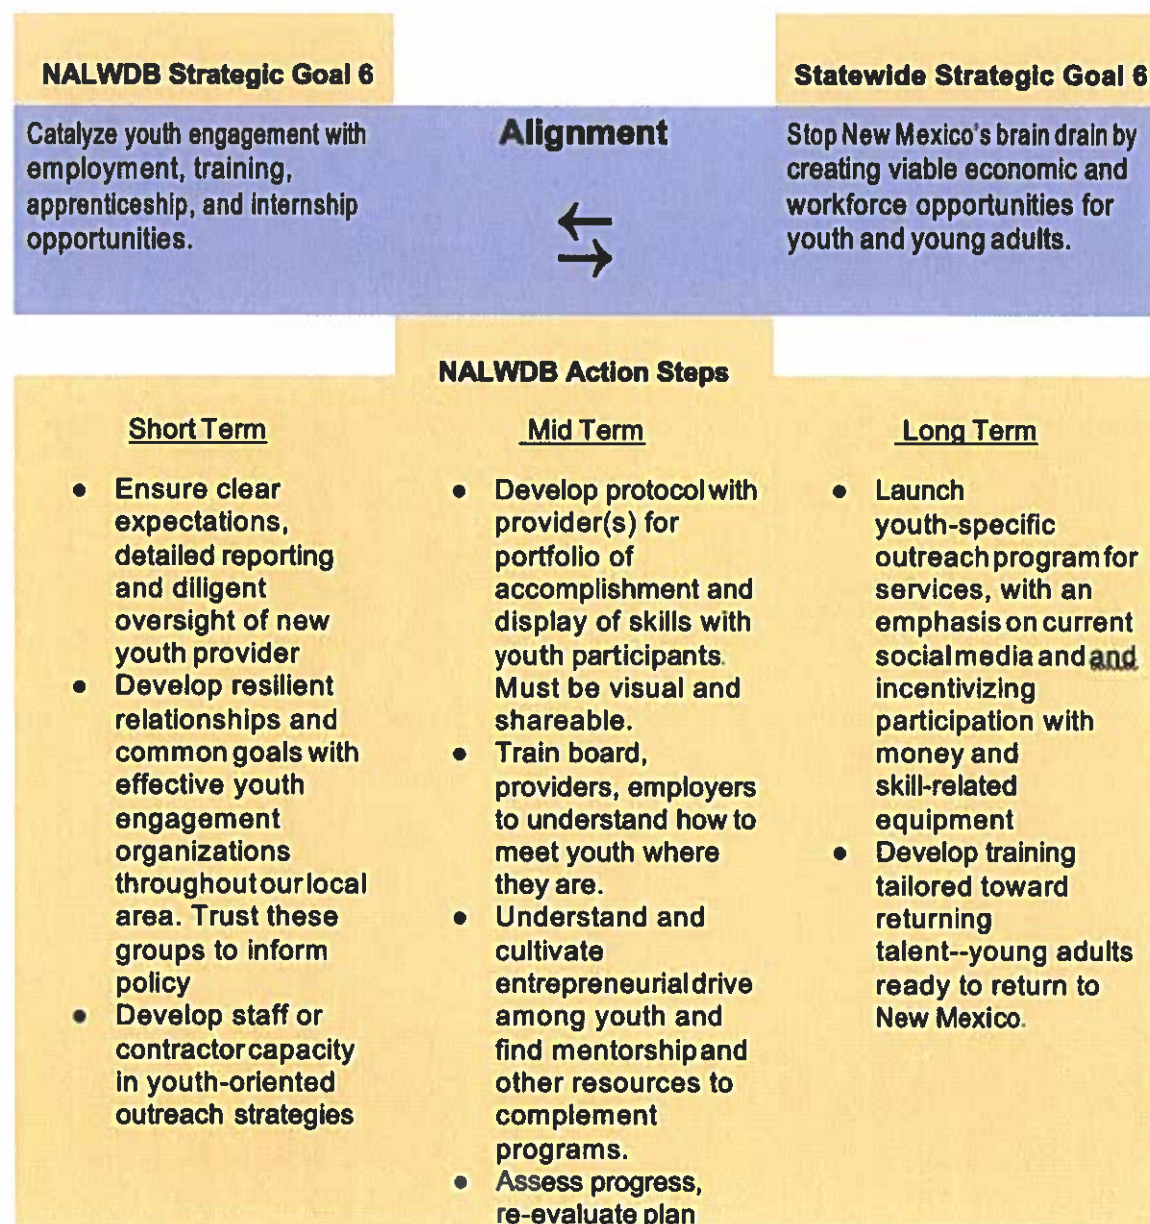 NALWDB Strategic Goal 6
Statewide Strategic Goal 6
Catalyze youth engagement with
employment, training,
apprenticeship, and internship
opportunities.
Alignment
←
→
Stop New Mexico's brain drain by
creating viable economic and
workforce opportunities for
youth and young adults.
NALWDB Action Steps
Short Term
● Ensure clear
expectations,
detailed reporting
and diligent
oversight of new
youth provider
● Develop resilient
relationships and
common goals with
effective youth
engagement
organizations
throughout our local
area. Trust these
groups to inform
policy
● Develop staff or
contractor capacity
in youth-oriented
outreach strategies
Mid Term
● Develop protocol with
provider(s) for
portfolio of
accomplishment and
display of skills with
youth participants.
Must be visual and
shareable.
● Train board,
providers, employers
to understand how to
meet youth where
they are.
● Understand and
cultivate
entrepreneurial drive
among youth and
find mentorship and
other resources to
complement
programs.
● Assess progress,
re-evaluate plan
Long Term
● Launch
youth-specific
outreach program for
services, with an
emphasis on current
social media and and
incentivizing
participation with
money and
skill-related
equipment
● Develop training
tailored toward
returning
talent--young adults
ready to return to
New Mexico.